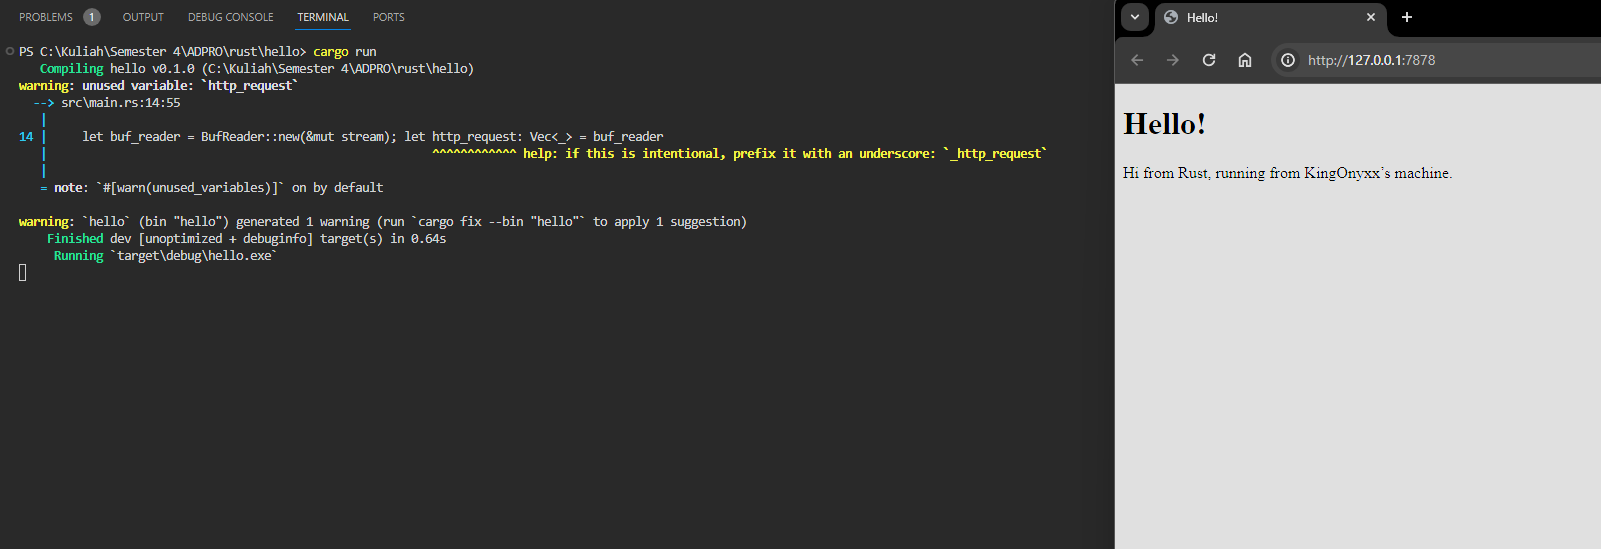 PROBLEMS 1 OUTPUT DEBUG CONSOLE TERMINAL PORTS
PS C:\Kuliah\Semester 4\ADPRO\rust\hello> cargo run
Compiling hello v0.1.0 (C:\Kuliah\Semester 4\ADPRO\rust\hello)
warning: unused variable: `http_request`
--> src\main.rs:14:55
|
14 | let buf_reader = BufReader::new(&mut stream); let http_request: Vec<_> = buf_reader
| ^^^^^^^^^^^^ help: if this is intentional, prefix it with an underscore: `_http_request`
|
= note: `#[warn(unused_variables)]` on by default
warning: `hello` (bin "hello") generated 1 warning (run `cargo fix --bin "hello"` to apply 1 suggestion)
Finished dev [unoptimized + debuginfo] target(s) in 0.64s
Running `target\debug\hello.exe`
Hello!
http://127.0.0.1:7878
Hello!
Hi from Rust, running from KingOnyxx’s machine.